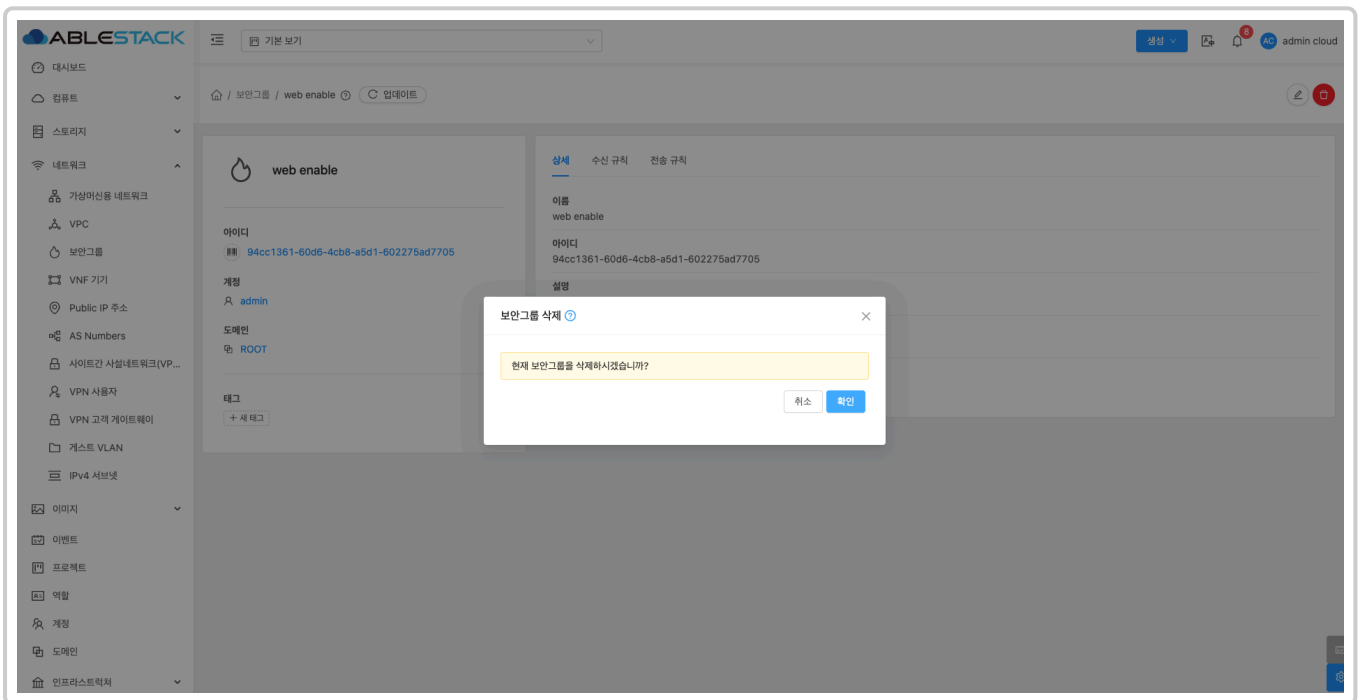 ABLESTACK
기본 보기
생성
8
AC
admin cloud
대시보드
컴퓨트
스토리지
네트워크
가상머신용 네트워크
VPC
보안그룹
VNF 기기
Public IP 주소
AS Numbers
사이트간 사설네트워크(VP...
VPN 사용자
VPN 고객 게이트웨이
게스트 VLAN
IPv4 서브넷
이미지
이벤트
프로젝트
역할
계정
도메인
인프라스트럭쳐
/ 보안그룹 / web enable
업데이트
web enable
아이디
94cc1361-60d6-4cb8-a5d1-602275ad7705
계정
admin
도메인
ROOT
태그
+ 새 태그
상세 수신 규칙 전송 규칙
이름
web enable
아이디
94cc1361-60d6-4cb8-a5d1-602275ad7705
설명
보안그룹 삭제
현재 보안그룹을 삭제하시겠습니까?
취소 확인